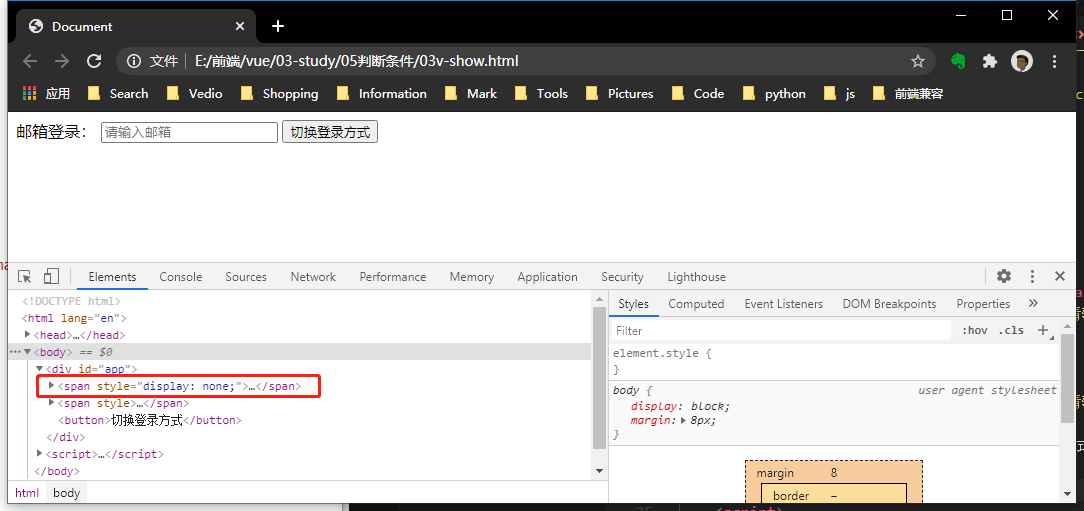 Document
文件 | E:/前端/vue/03-study/05判断条件/03v-show.html
应用 Search Vedio Shopping Information Mark Tools Pictures Code python js 前端兼容
邮箱登录: 请输入邮箱 切换登录方式
Elements Console Sources Network Performance Memory Application Security Lighthouse
<!DOCTYPE html>
<html lang="en">
<head>…</head>
<body> == $0
<div id="app">
<span style="display: none;">…</span>
<span style>…</span>
<button>切换登录方式</button>
</div>
<script>…</script>
</body>
html body
Styles Computed Event Listeners DOM Breakpoints Properties »
Filter :hov .cls +
element.style {
}
body { user agent stylesheet
display: block;
margin: 8px;
}
margin 8
border –